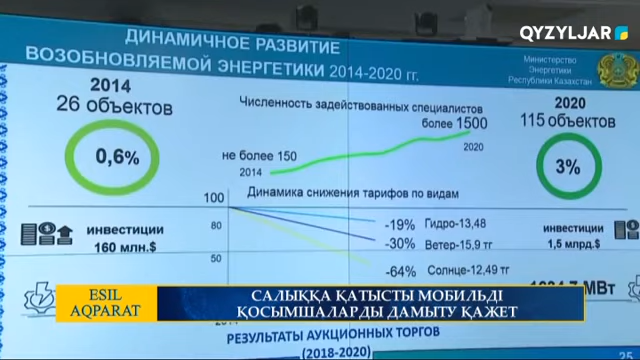 QYZYLJAR
ДИНАМИЧНОЕ РАЗВИТИЕ
ВОЗОБНОВЛЯЕМОЙ ЭНЕРГЕТИКИ 2014-2020 гг.
Министерство
Энергетики
Республики Казахстан
2014
26 объектов
0,6%
инвестиции
160 млн.$
Численность задействованных специалистов
более 1500
не более 150
2014
2020
Динамика снижения тарифов по видам
100
80
50
-19% Гидро-13,48
-30% Ветер-15,9 тг
-64% Солнце-12,49 тг
2020
115 объектов
3%
инвестиции
1,5 млрд.$
МВт
ESIL
AQPARAT
САЛЫҚҚА ҚАТЫСТЫ МОБИЛЬДІ
ҚОСЫМШАЛАРДЫ ДАМЫТУ ҚАЖЕТ
РЕЗУЛЬТАТЫ АУКЦИОННЫХ ТОРГОВ
(2018-2020)